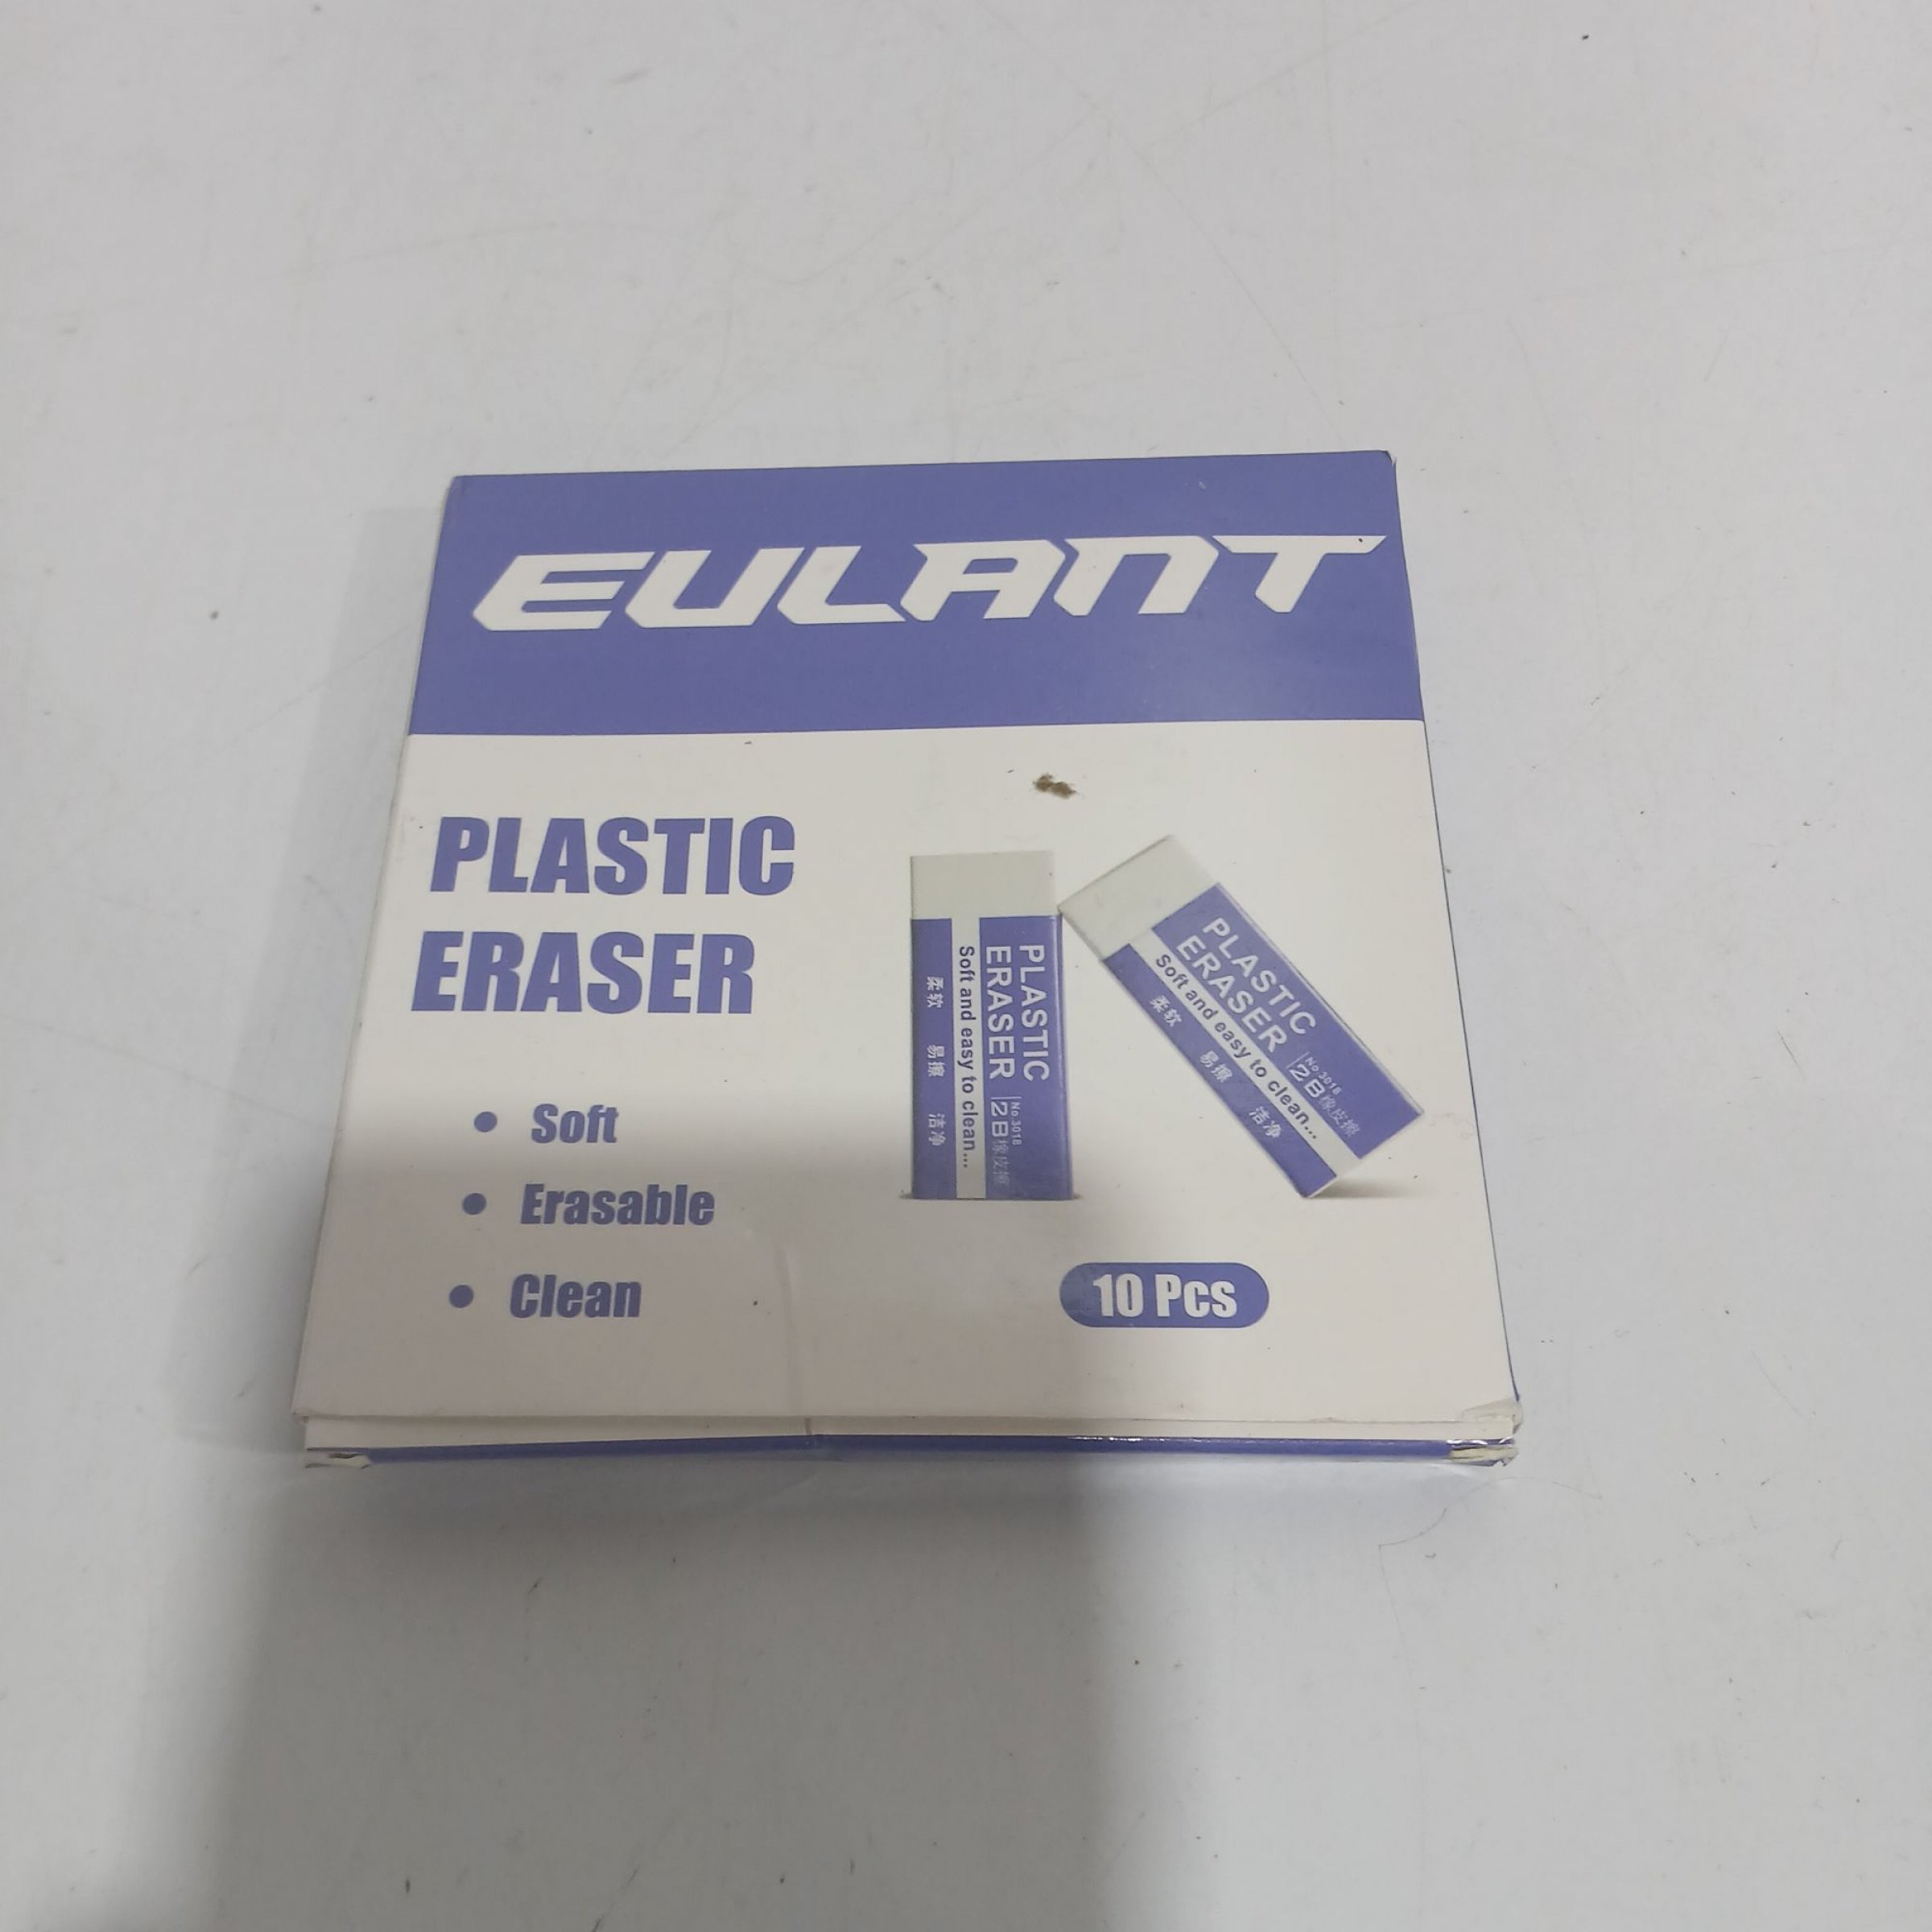 EULANT
PLASTIC
ERASER
• Soft
• Erasable
• Clean
PLASTIC
ERASER
No.3018
2B橡皮擦
Soft and easy to clean...
柔软 易擦 洁净
PLASTIC
ERASER
No.3018
2B橡皮擦
Soft and easy to clean...
柔软 易擦 洁净
10 Pcs